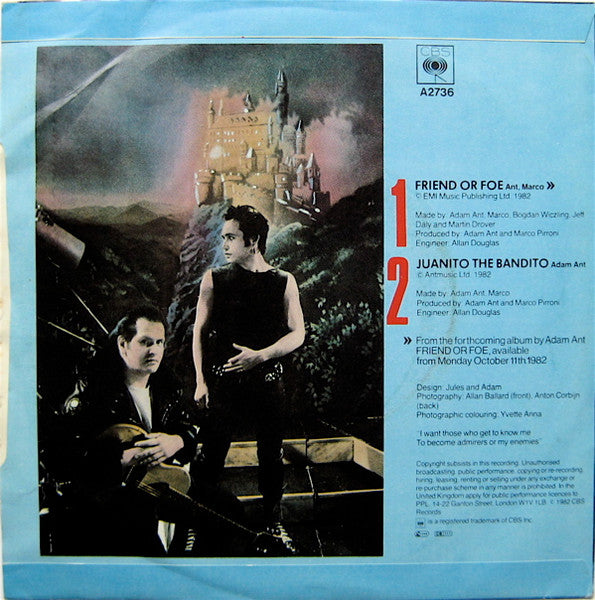 CBS
A2736
1
FRIEND OR FOE Ant, Marco »
© EMI Music Publishing Ltd. 1982
Made by: Adam Ant, Marco, Bogdan Wiczling, Jeff
Daly and Martin Drover
Produced by: Adam Ant and Marco Pirroni
Engineer: Allan Douglas
2
JUANITO THE BANDITO Adam Ant
© Antmusic Ltd. 1982
Made by: Adam Ant, Marco
Produced by: Adam Ant and Marco Pirroni
Engineer: Allan Douglas
» From the forthcoming album by Adam Ant
FRIEND OR FOE, available
from Monday October 11th 1982
Design: Jules and Adam
Photography: Allan Ballard (front), Anton Corbijn
(back)
Photographic colouring: Yvette Anna
"I want those who get to know me
To become admirers or my enemies"
Copyright subsists in this recording. Unauthorised
broadcasting, public performance, copying or re-recording,
hiring, leasing, renting or selling under any exchange or
re-purchase scheme in any manner is prohibited. In the
United Kingdom apply for public performance licences to
PPL, 14-22 Ganton Street, London W1V 1LB. ℗ 1982 CBS
Records
is a registered trademark of CBS Inc